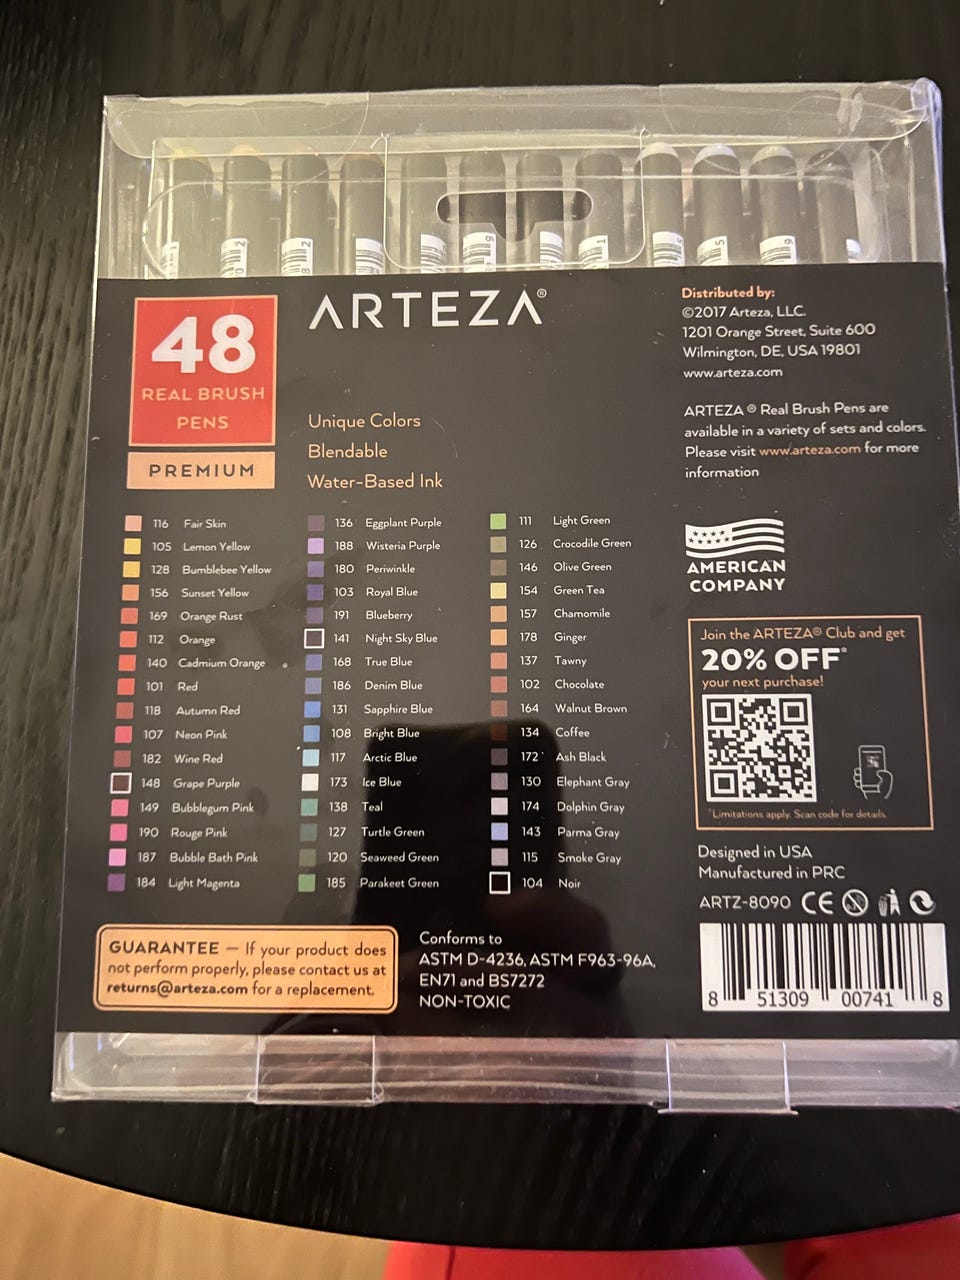 48
REAL BRUSH
PENS
PREMIUM
ARTEZA®
Unique Colors
Blendable
Water-Based Ink
Distributed by:
©2017 Arteza, LLC.
1201 Orange Street, Suite 600
Wilmington, DE, USA 19801
www.arteza.com
ARTEZA ® Real Brush Pens are
available in a variety of sets and colors.
Please visit www.arteza.com for more
information
116 Fair Skin
105 Lemon Yellow
128 Bumblebee Yellow
156 Sunset Yellow
169 Orange Rust
112 Orange
140 Cadmium Orange
101 Red
118 Autumn Red
107 Neon Pink
182 Wine Red
148 Grape Purple
149 Bubblegum Pink
190 Rouge Pink
187 Bubble Bath Pink
184 Light Magenta
136 Eggplant Purple
188 Wisteria Purple
180 Periwinkle
103 Royal Blue
191 Blueberry
141 Night Sky Blue
168 True Blue
186 Denim Blue
131 Sapphire Blue
108 Bright Blue
117 Arctic Blue
173 Ice Blue
138 Teal
127 Turtle Green
120 Seaweed Green
185 Parakeet Green
111 Light Green
126 Crocodile Green
146 Olive Green
154 Green Tea
157 Chamomile
178 Ginger
137 Tawny
102 Chocolate
164 Walnut Brown
134 Coffee
172 Ash Black
130 Elephant Gray
174 Dolphin Gray
143 Parma Gray
115 Smoke Gray
104 Noir
AMERICAN
COMPANY
Join the ARTEZA® Club and get
20% OFF*
your next purchase!
*Limitations apply. Scan code for details.
Designed in USA
Manufactured in PRC
ARTZ-8090 CE
8 51309 00741 8
GUARANTEE — If your product does
not perform properly, please contact us at
returns@arteza.com for a replacement.
Conforms to
ASTM D-4236, ASTM F963-96A,
EN71 and BS7272
NON-TOXIC